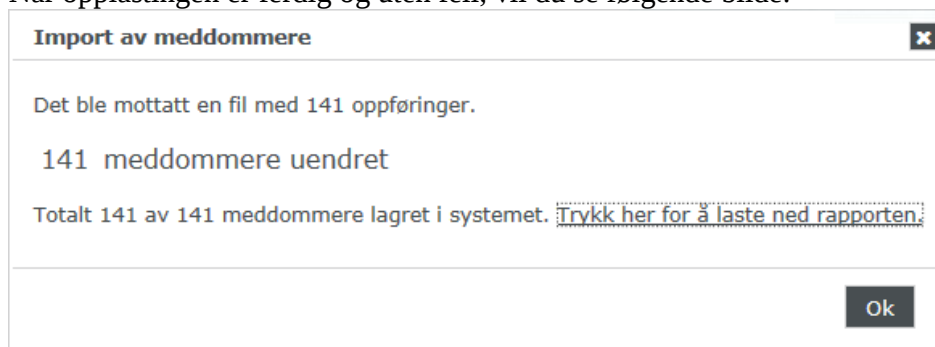 Når opplastingen er ferdig og uten feil, vil du se følgende bilde:
Import av meddommere
Det ble mottatt en fil med 141 oppføringer.
141 meddommere uendret
Totalt 141 av 141 meddommere lagret i systemet. Trykk her for å laste ned rapporten.
Ok